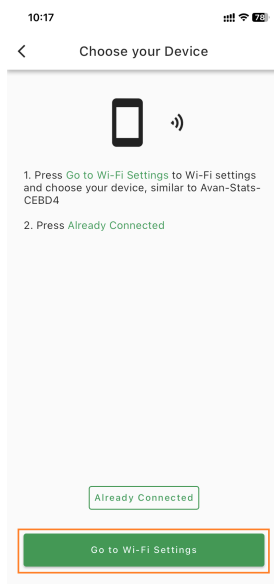 10:17
78
Choose your Device
1. Press Go to Wi-Fi Settings to Wi-Fi settings
and choose your device, similar to Avan-Stats-
CEBD4
2. Press Already Connected
Already Connected
Go to Wi-Fi Settings